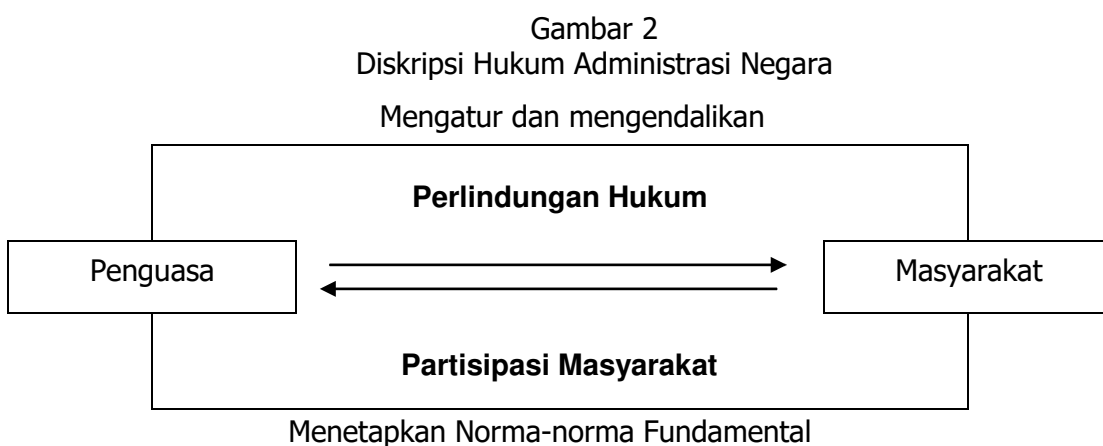 Gambar 2
Diskripsi Hukum Administrasi Negara
Mengatur dan mengendalikan
Perlindungan Hukum
Penguasa
Masyarakat
Partisipasi Masyarakat
Menetapkan Norma-norma Fundamental